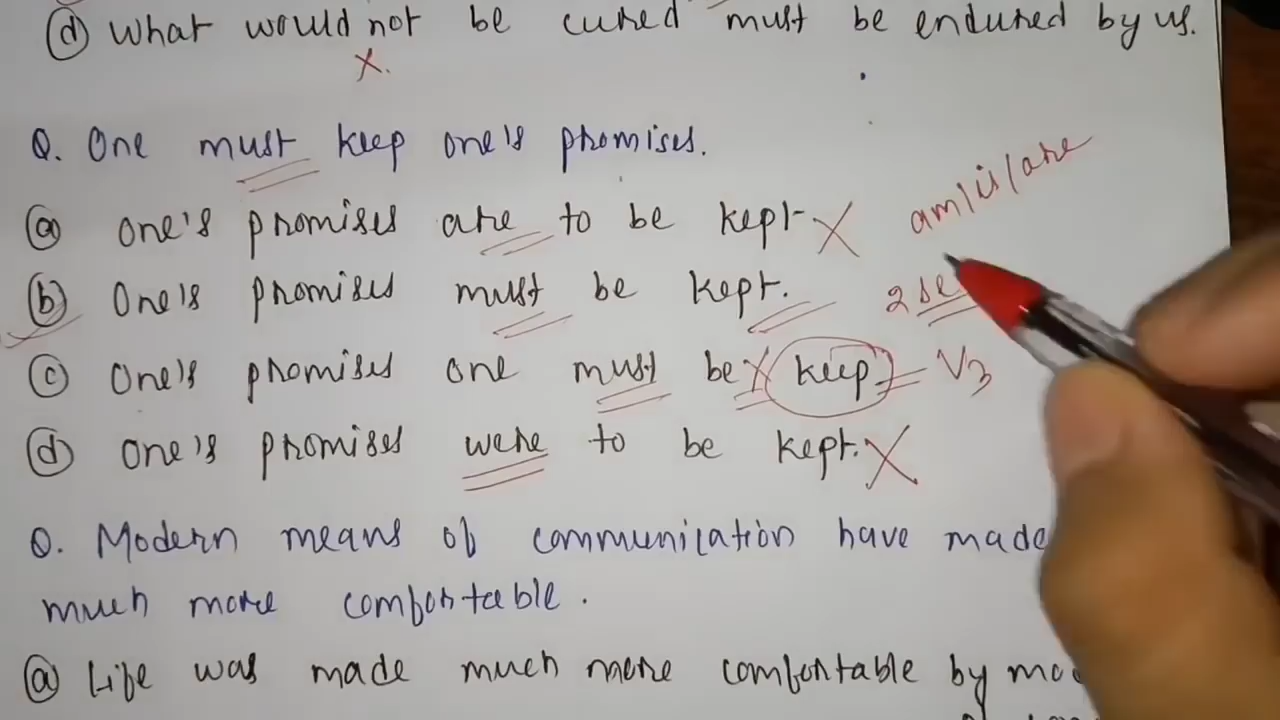 (d) What would not be cured must be endured by us.
X.
Q. One must keep one's promises.
am/is/are
(a) One's promises are to be kept X
(b) One's promises must be kept. 2 se
(c) One's promises one must be X keep V3
(d) One's promises were to be kept. X
Q. Modern means of communication have made
much more comfortable.
(a) Life was made much more comfortable by